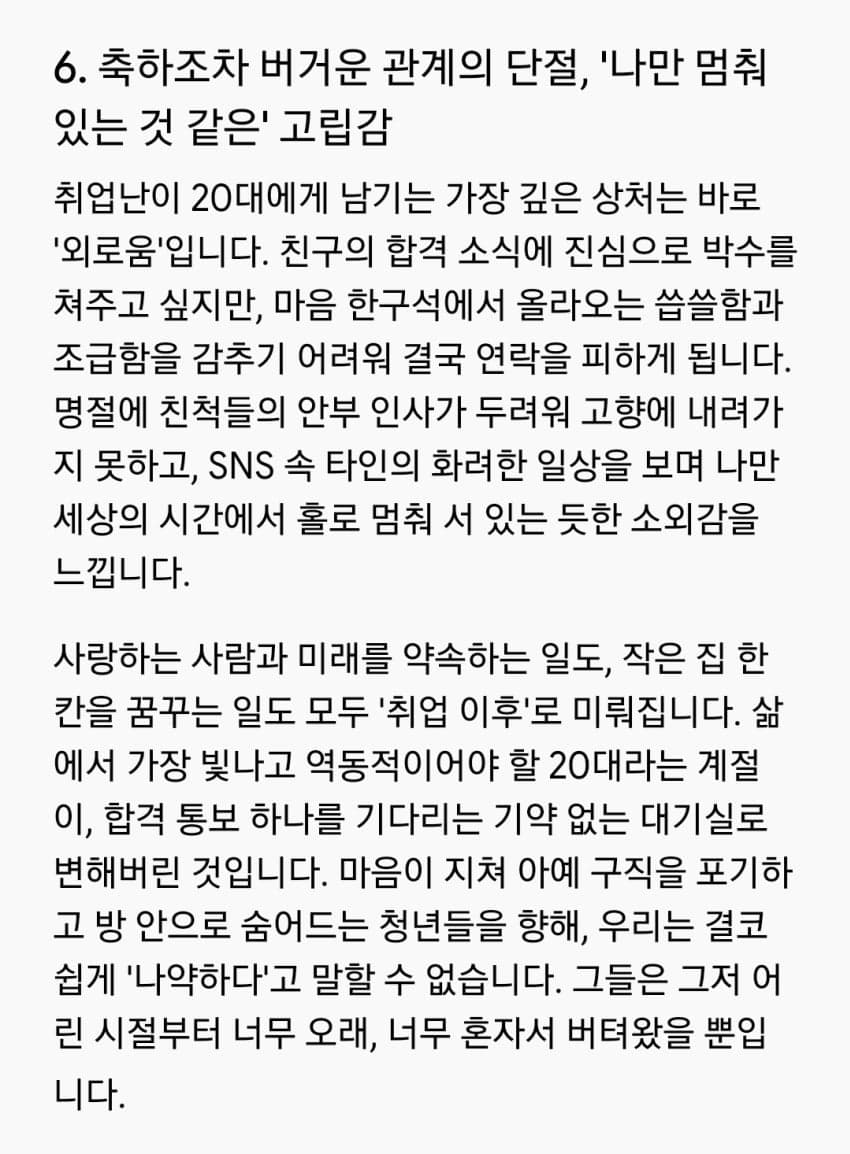 6. 축하조차 버거운 관계의 단절, '나만 멈춰
있는 것 같은' 고립감
취업난이 20대에게 남기는 가장 깊은 상처는 바로
'외로움'입니다. 친구의 합격 소식에 진심으로 박수를
쳐주고 싶지만, 마음 한구석에서 올라오는 씁쓸함과
조급함을 감추기 어려워 결국 연락을 피하게 됩니다.
명절에 친척들의 안부 인사가 두려워 고향에 내려가
지 못하고, SNS 속 타인의 화려한 일상을 보며 나만
세상의 시간에서 홀로 멈춰 서 있는 듯한 소외감을
느낍니다.
사랑하는 사람과 미래를 약속하는 일도, 작은 집 한
칸을 꿈꾸는 일도 모두 '취업 이후'로 미뤄집니다. 삶
에서 가장 빛나고 역동적이어야 할 20대라는 계절
이, 합격 통보 하나를 기다리는 기약 없는 대기실로
변해버린 것입니다. 마음이 지쳐 아예 구직을 포기하
고 방 안으로 숨어드는 청년들을 향해, 우리는 결코
쉽게 '나약하다'고 말할 수 없습니다. 그들은 그저 어
린 시절부터 너무 오래, 너무 혼자서 버텨왔을 뿐입
니다.